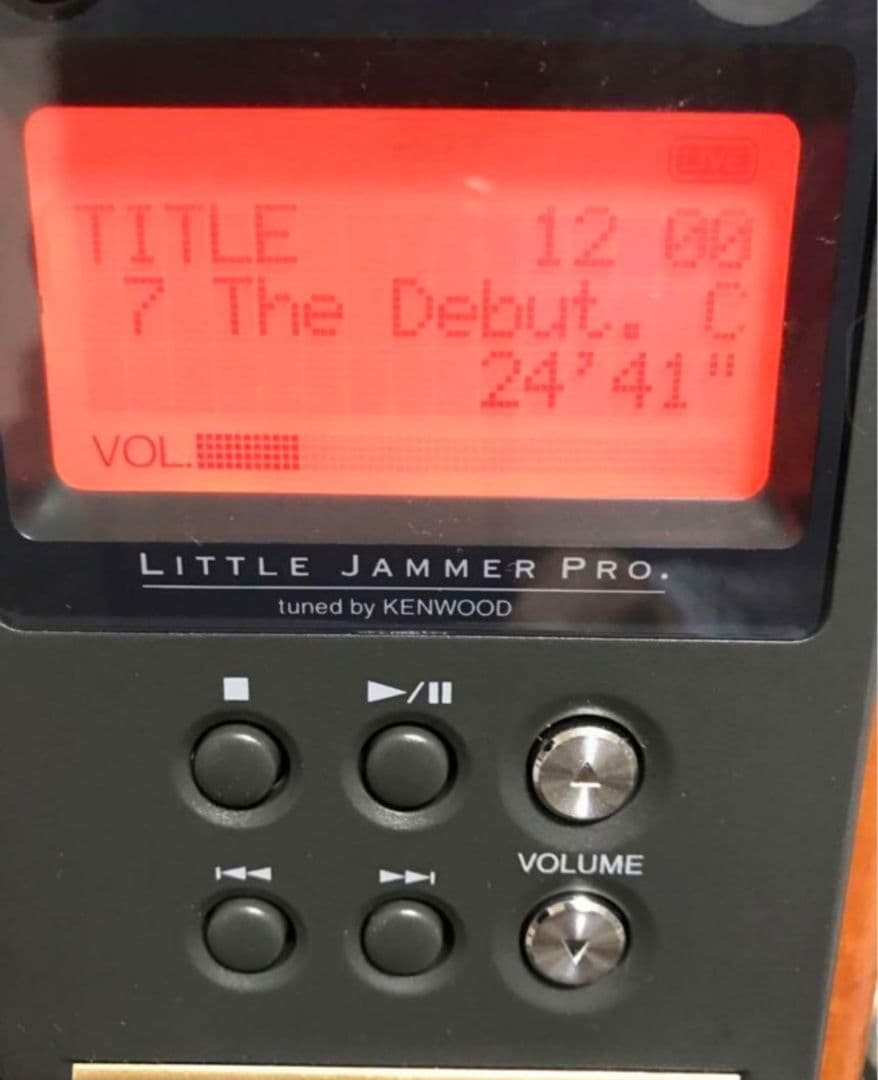 LIVE
TITLE 12 00
7 The Debut. C
24'41"
VOL.
LITTLE JAMMER PRO.
tuned by KENWOOD
VOLUME